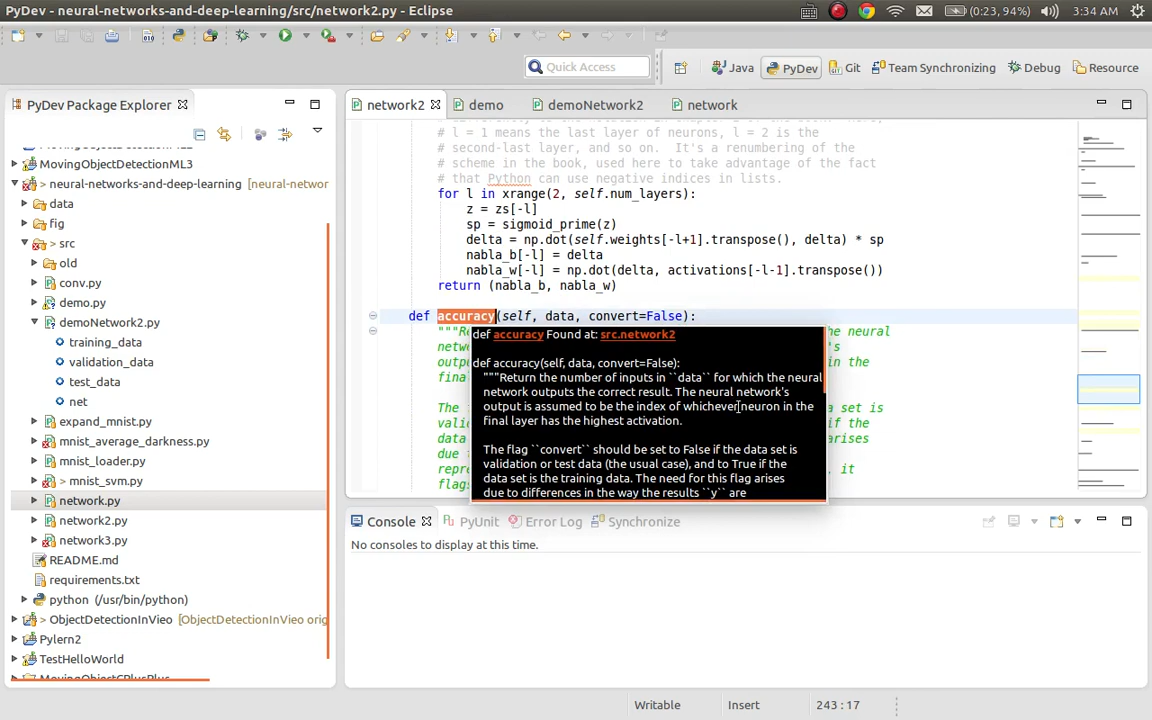 PyDev - neural-networks-and-deep-learning/src/network2.py - Eclipse
(0:23, 94%)
3:34 AM
Quick Access
Java
PyDev
Git
Team Synchronizing
Debug
Resource
PyDev Package Explorer
MovingObjectDetectionML3
> neural-networks-and-deep-learning [neural-networ
data
fig
> src
old
conv.py
demo.py
demoNetwork2.py
training_data
validation_data
test_data
net
expand_mnist.py
mnist_average_darkness.py
mnist_loader.py
> mnist_svm.py
network.py
network2.py
network3.py
README.md
requirements.txt
python (/usr/bin/python)
> ObjectDetectionInVieo [ObjectDetectionInVieo orig
Pylern2
TestHelloWorld
MovingObjectCPlusPlus
network2
demo
demoNetwork2
network
# l = 1 means the last layer of neurons, l = 2 is the
# second-last layer, and so on. It's a renumbering of the
# scheme in the book, used here to take advantage of the fact
# that Python can use negative indices in lists.
for l in xrange(2, self.num_layers):
z = zs[-l]
sp = sigmoid_prime(z)
delta = np.dot(self.weights[-l+1].transpose(), delta) * sp
nabla_b[-l] = delta
nabla_w[-l] = np.dot(delta, activations[-l-1].transpose())
return (nabla_b, nabla_w)
def accuracy(self, data, convert=False):
def accuracy Found at: src.network2
def accuracy(self, data, convert=False):
"""Return the number of inputs in ``data`` for which the neural
network outputs the correct result. The neural network's
output is assumed to be the index of whichever neuron in the
final layer has the highest activation.
The flag ``convert`` should be set to False if the data set is
validation or test data (the usual case), and to True if the
data set is the training data. The need for this flag arises
due to differences in the way the results ``y`` are
Console
PyUnit
Error Log
Synchronize
No consoles to display at this time.
Writable
Insert
243 : 17